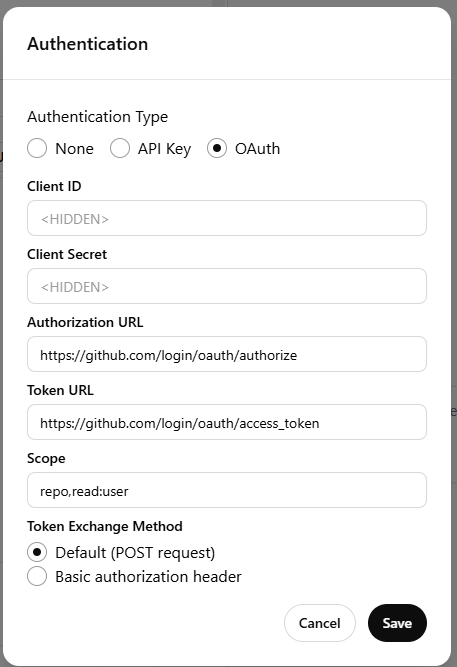 Authentication
Authentication Type
None API Key OAuth
Client ID
<HIDDEN>
Client Secret
<HIDDEN>
Authorization URL
https://github.com/login/oauth/authorize
Token URL
https://github.com/login/oauth/access_token
Scope
repo,read:user
Token Exchange Method
Default (POST request)
Basic authorization header
Cancel Save